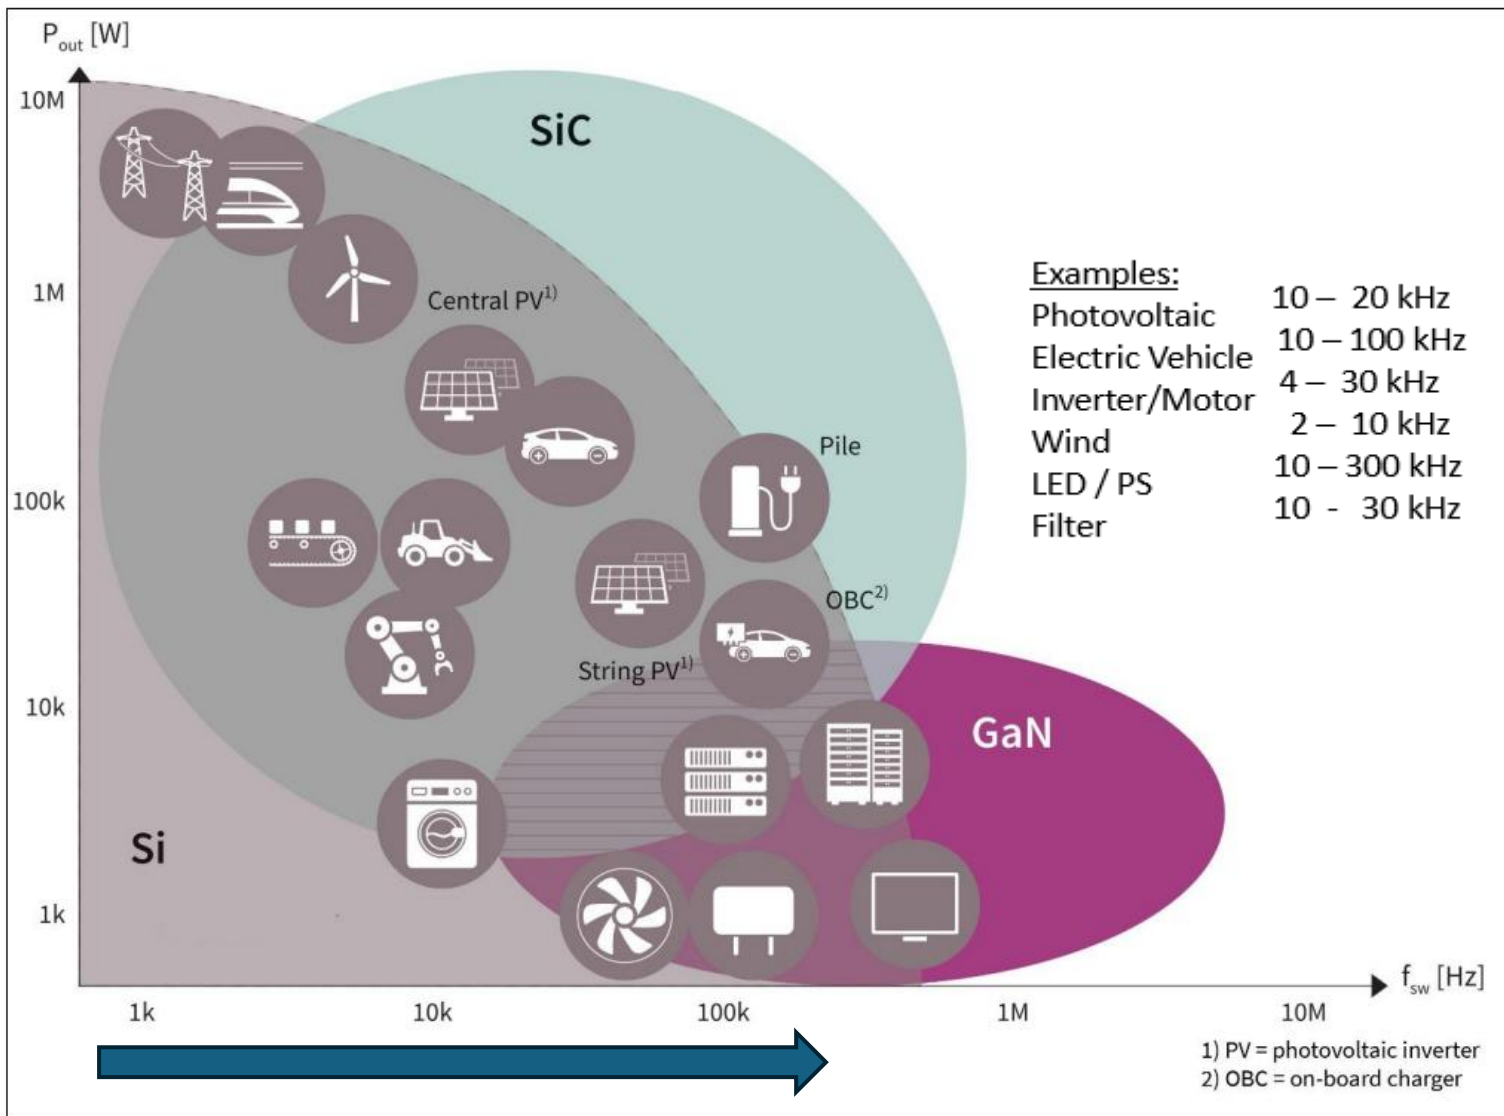 P_out [W]
10M
SiC
1M
Central PV¹⁾
Examples:
Photovoltaic 10 – 20 kHz
Electric Vehicle 10 – 100 kHz
Inverter/Motor 4 – 30 kHz
Wind 2 – 10 kHz
LED / PS 10 – 300 kHz
Filter 10 - 30 kHz
Pile
100k
OBC²⁾
String PV¹⁾
10k
GaN
Si
1k
f_sw [Hz]
1k 10k 100k 1M 10M
1) PV = photovoltaic inverter
2) OBC = on-board charger